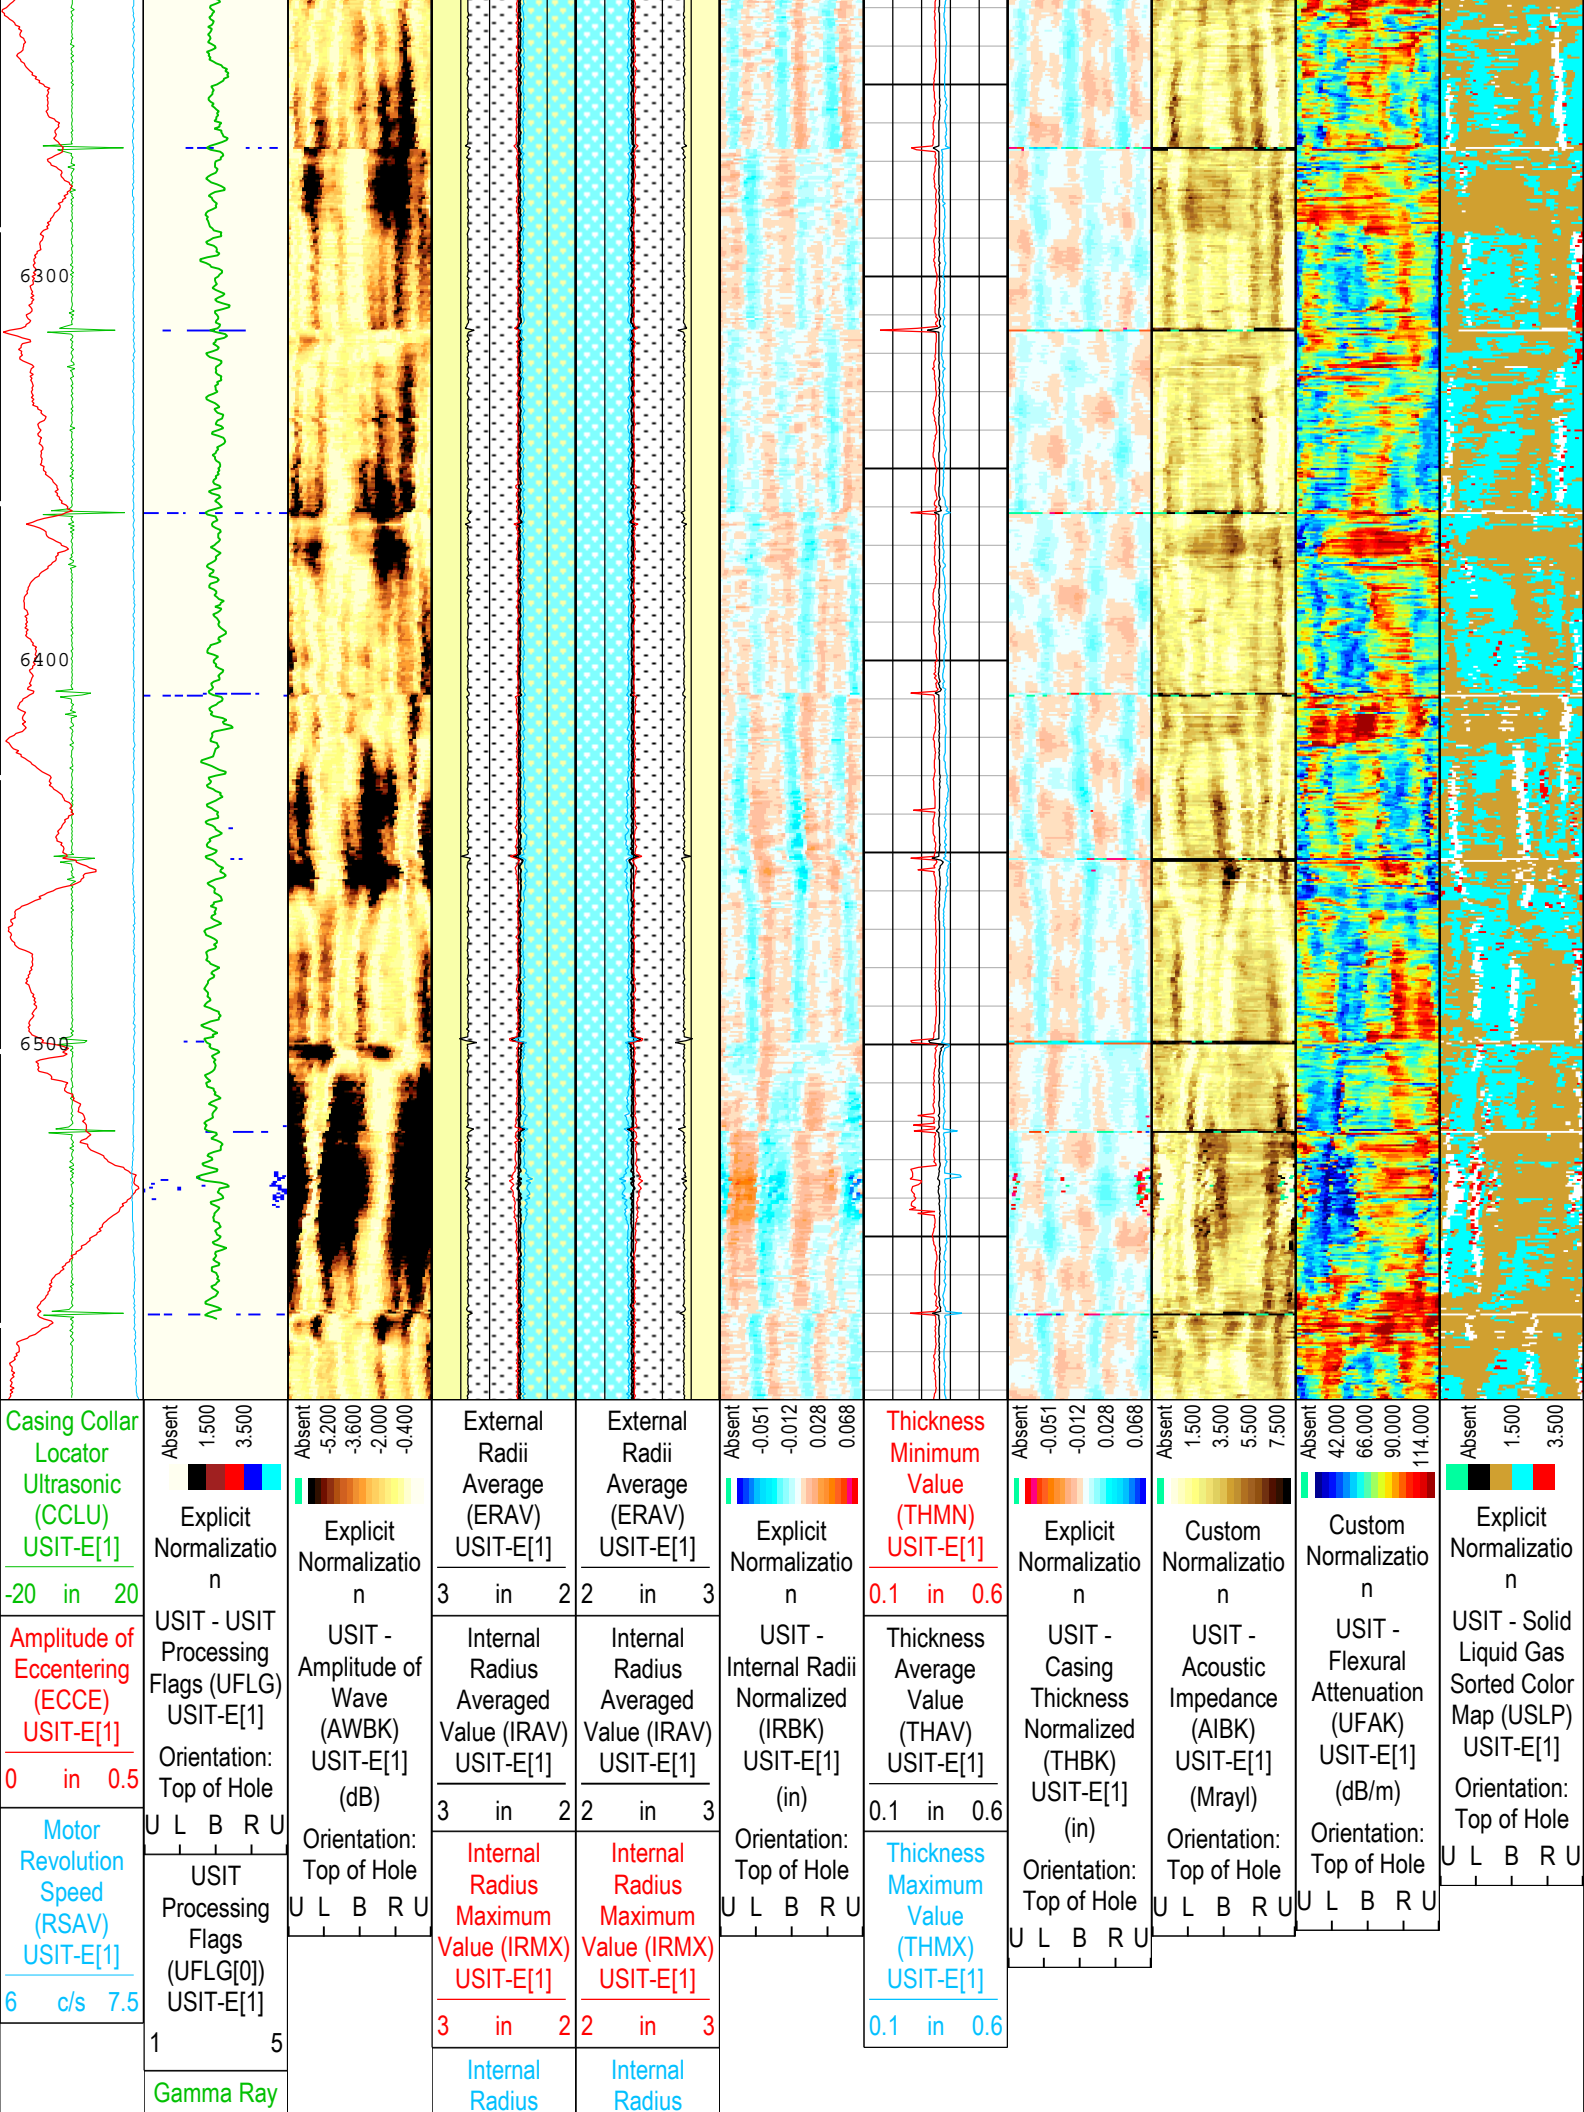 6300
6400
6500
Casing Collar
Locator
Ultrasonic
(CCLU)
USIT-E[1]
-20 in 20
Amplitude of
Eccentering
(ECCE)
USIT-E[1]
0 in 0.5
Motor
Revolution
Speed
(RSAV)
USIT-E[1]
6 c/s 7.5
Absent
1.500
3.500
Explicit
Normalizatio
n
USIT - USIT
Processing
Flags (UFLG)
USIT-E[1]
Orientation:
Top of Hole
U L B R U
USIT
Processing
Flags
(UFLG[0])
USIT-E[1]
1 5
Gamma Ray
Absent
-5.200
-3.600
-2.000
-0.400
Explicit
Normalizatio
n
USIT -
Amplitude of
Wave
(AWBK)
USIT-E[1]
(dB)
Orientation:
Top of Hole
U L B R U
External
Radii
Average
(ERAV)
USIT-E[1]
3 in 2
Internal
Radius
Averaged
Value (IRAV)
USIT-E[1]
3 in 2
Internal
Radius
Maximum
Value (IRMX)
USIT-E[1]
3 in 2
Internal
Radius
External
Radii
Average
(ERAV)
USIT-E[1]
2 in 3
Internal
Radius
Averaged
Value (IRAV)
USIT-E[1]
2 in 3
Internal
Radius
Maximum
Value (IRMX)
USIT-E[1]
2 in 3
Internal
Radius
Absent
-0.051
-0.012
0.028
0.068
Explicit
Normalizatio
n
USIT -
Internal Radii
Normalized
(IRBK)
USIT-E[1]
(in)
Orientation:
Top of Hole
U L B R U
Thickness
Minimum
Value
(THMN)
USIT-E[1]
0.1 in 0.6
Thickness
Average
Value
(THAV)
USIT-E[1]
0.1 in 0.6
Thickness
Maximum
Value
(THMX)
USIT-E[1]
0.1 in 0.6
Absent
-0.051
-0.012
0.028
0.068
Explicit
Normalizatio
n
USIT -
Casing
Thickness
Normalized
(THBK)
USIT-E[1]
(in)
Orientation:
Top of Hole
U L B R U
Absent
1.500
3.500
5.500
7.500
Custom
Normalizatio
n
USIT -
Acoustic
Impedance
(AIBK)
USIT-E[1]
(Mrayl)
Orientation:
Top of Hole
U L B R U
Absent
42.000
66.000
90.000
114.000
Custom
Normalizatio
n
USIT -
Flexural
Attenuation
(UFAK)
USIT-E[1]
(dB/m)
Orientation:
Top of Hole
U L B R U
Absent
1.500
3.500
Explicit
Normalizatio
n
USIT - Solid
Liquid Gas
Sorted Color
Map (USLP)
USIT-E[1]
Orientation:
Top of Hole
U L B R U